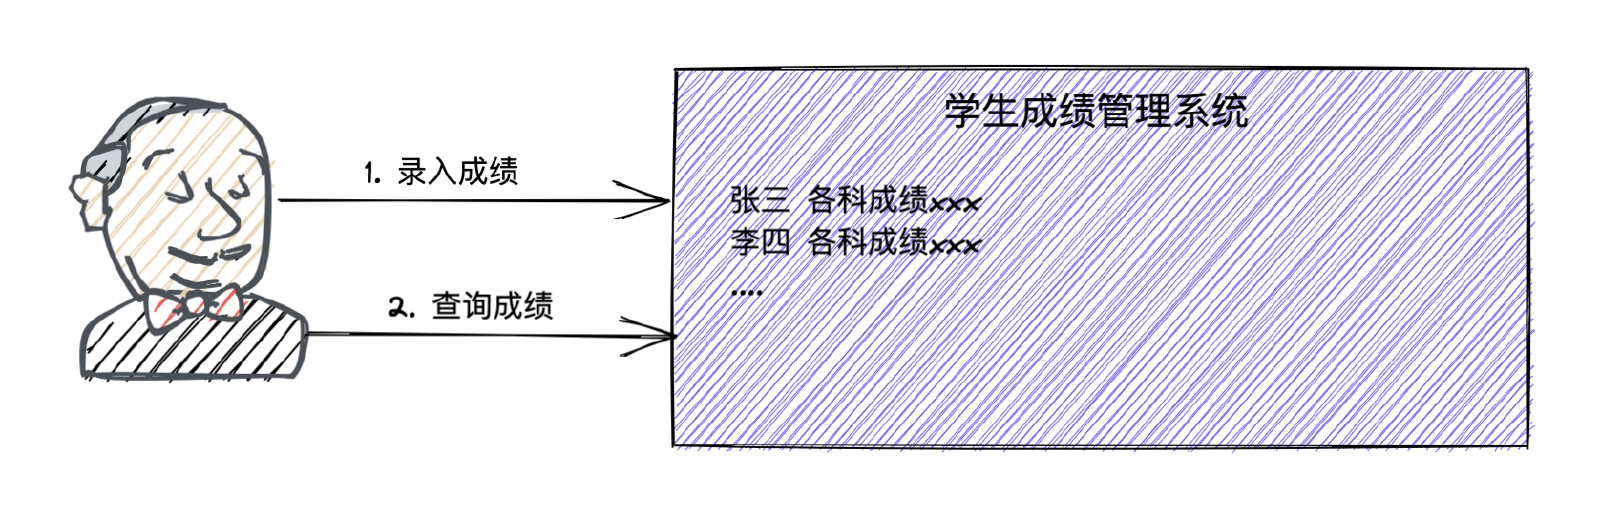 学生成绩管理系统
1. 录入成绩
张三 各科成绩xxx
李四 各科成绩xxx
....
2. 查询成绩